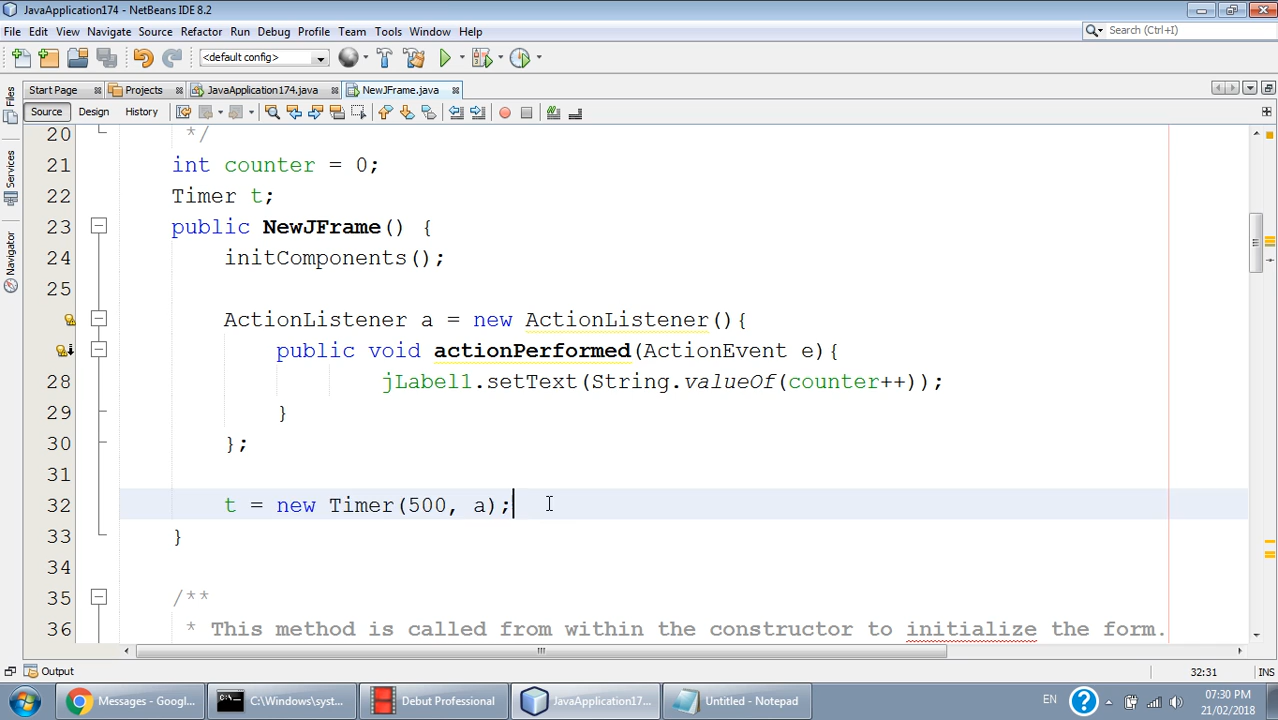 JavaApplication174 - NetBeans IDE 8.2
File Edit View Navigate Source Refactor Run Debug Profile Team Tools Window Help
Search (Ctrl+I)
<default config>
Start Page Projects JavaApplication174.java NewJFrame.java
Source Design History
Files
Services
Navigator
20 */
21 int counter = 0;
22 Timer t;
23 public NewJFrame() {
24 initComponents();
25
ActionListener a = new ActionListener(){
public void actionPerformed(ActionEvent e){
28 jLabel1.setText(String.valueOf(counter++));
29 }
30 };
31
32 t = new Timer(500, a);
33 }
34
35 /**
36 * This method is called from within the constructor to initialize the form.
Output
32:31 INS
Messages - Google...
C:\Windows\syst...
Debut Professional
JavaApplication17...
Untitled - Notepad
EN
07:30 PM
21/02/2018